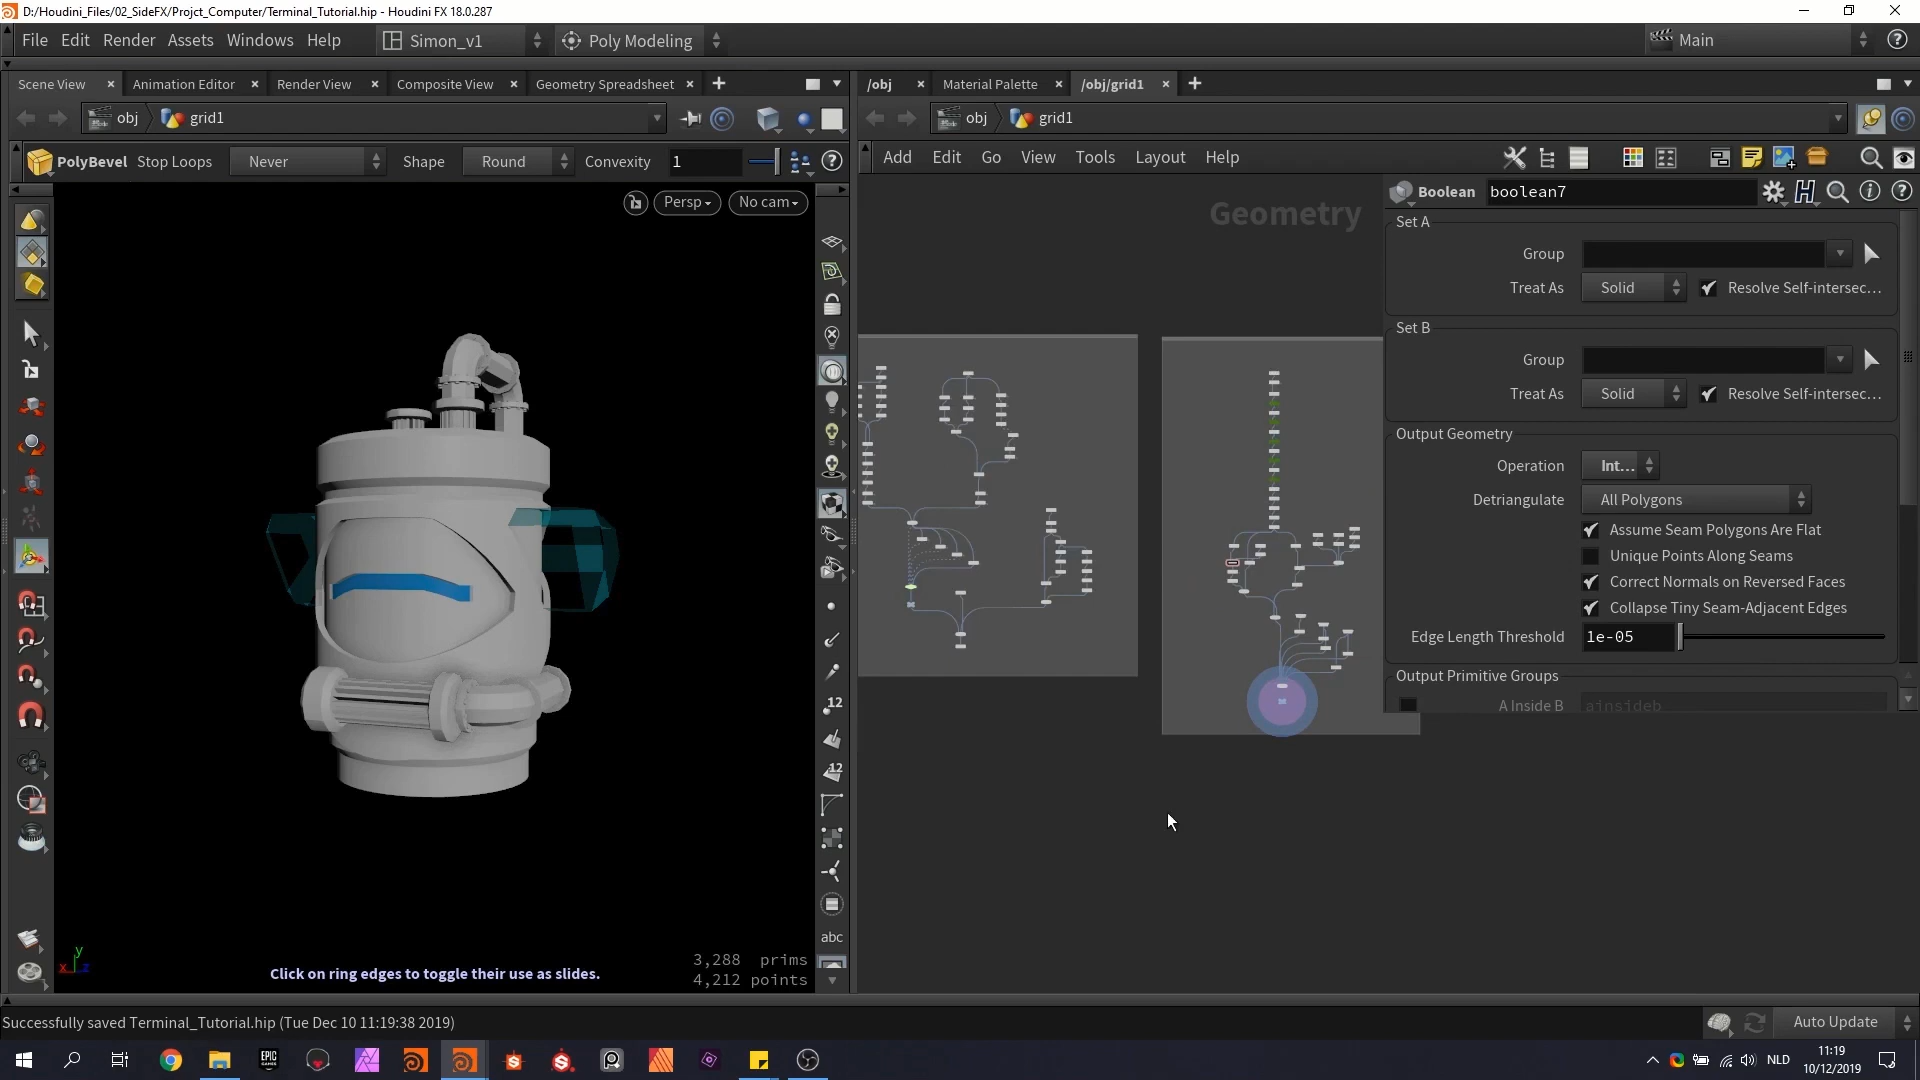 D:/Houdini_Files/02_SideFX/Projct_Computer/Terminal_Tutorial.hip - Houdini FX 18.0.287
File Edit Render Assets Windows Help
Simon_v1
Poly Modeling
Main
Scene View
Animation Editor
Render View
Composite View
Geometry Spreadsheet
/obj
Material Palette
/obj/grid1
obj
grid1
obj
grid1
PolyBevel
Stop Loops
Never
Shape
Round
Convexity
1
Add Edit Go View Tools Layout Help
Persp
No cam
Geometry
Boolean
boolean7
Set A
Group
Treat As
Solid
Resolve Self-intersec...
Set B
Group
Treat As
Solid
Resolve Self-intersec...
Output Geometry
Operation
Int...
Detriangulate
All Polygons
Assume Seam Polygons Are Flat
Unique Points Along Seams
Correct Normals on Reversed Faces
Collapse Tiny Seam-Adjacent Edges
Edge Length Threshold
1e-05
Output Primitive Groups
A Inside B
ainsideb
12
12
abc
y
x
z
Click on ring edges to toggle their use as slides.
3,288 prims
4,212 points
Successfully saved Terminal_Tutorial.hip (Tue Dec 10 11:19:38 2019)
Auto Update
EPIC
GAMES
NLD
11:19
10/12/2019